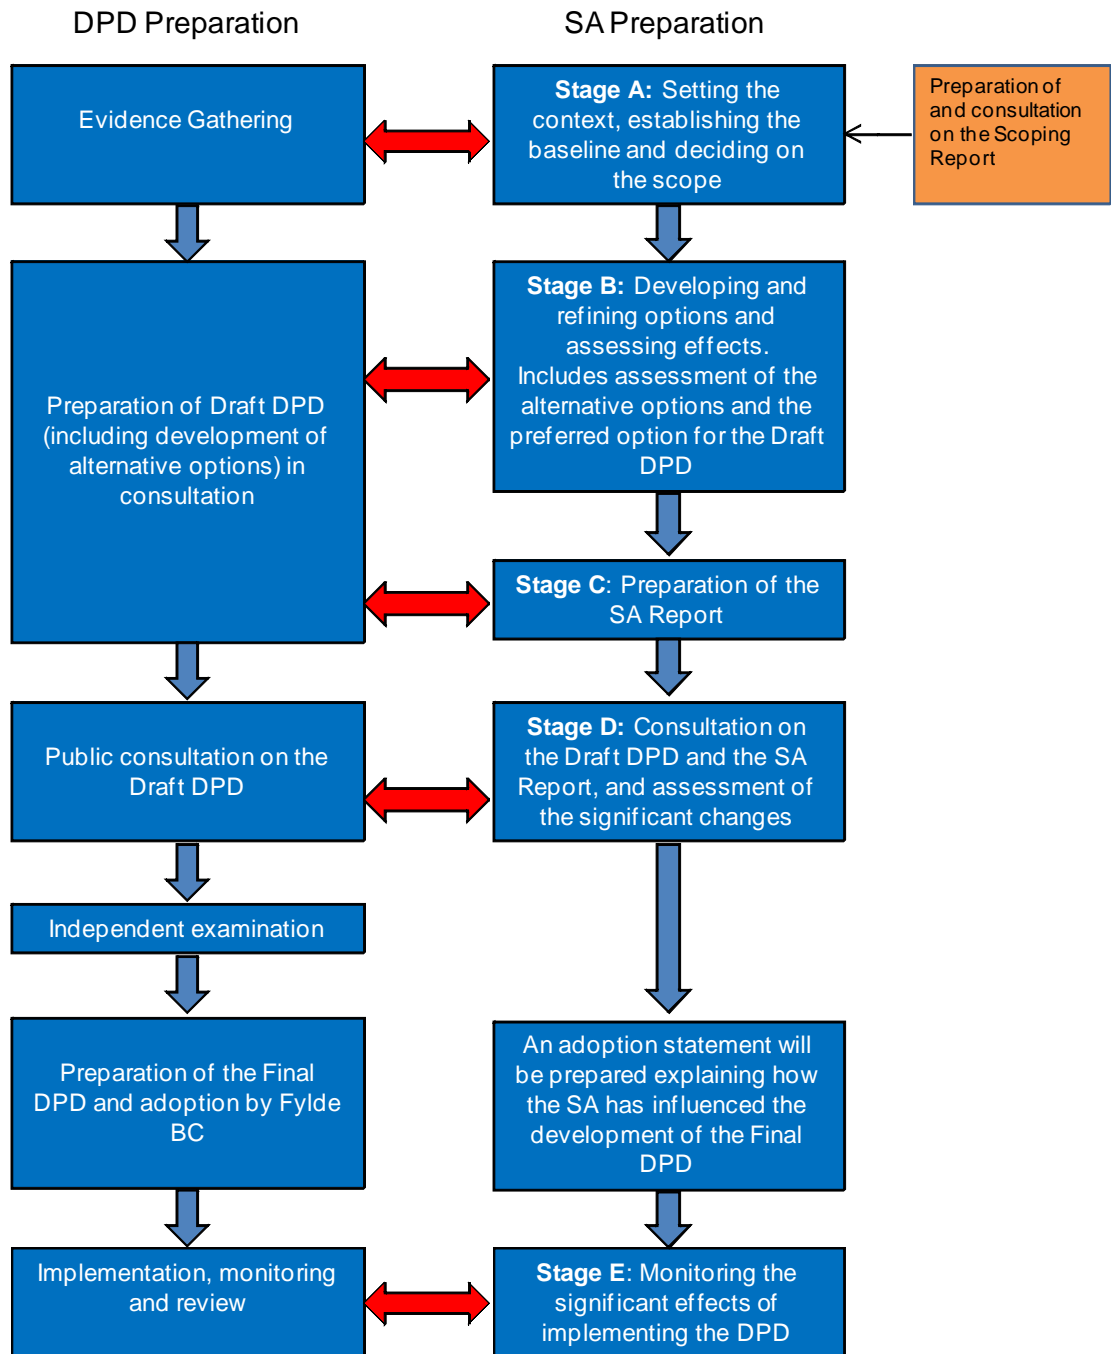 DPD Preparation
SA Preparation
Evidence Gathering
Stage A: Setting the
context, establishing the
baseline and deciding on
the scope
Preparation of
and consultation
on the Scoping
Report
Preparation of Draft DPD
(including development of
alternative options) in
consultation
Stage B: Developing and
refining options and
assessing effects.
Includes assessment of the
alternative options and the
preferred option for the Draft
DPD
Stage C: Preparation of the
SA Report
Public consultation on the
Draft DPD
Stage D: Consultation on
the Draft DPD and the SA
Report, and assessment of
the significant changes
Independent examination
Preparation of the Final
DPD and adoption by Fylde
BC
An adoption statement will
be prepared explaining how
the SA has influenced the
development of the Final
DPD
Implementation, monitoring
and review
Stage E: Monitoring the
significant effects of
implementing the DPD